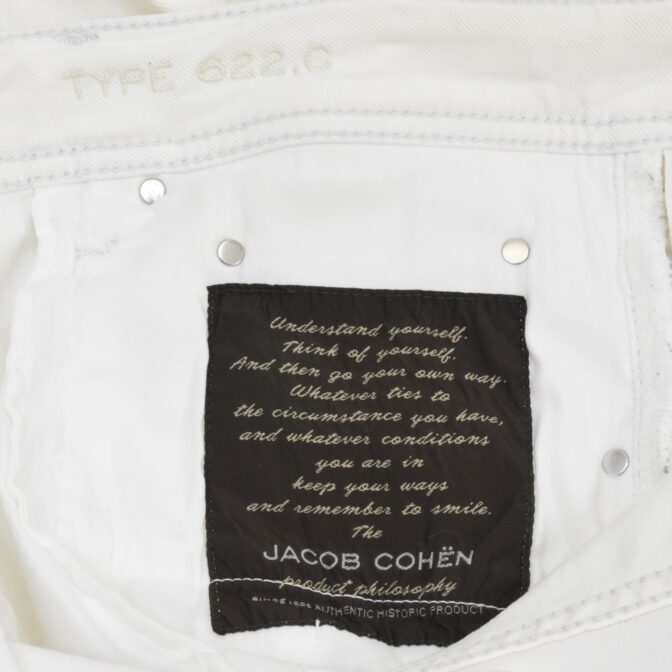 TYPE 622.C
Understand yourself.
Think of yourself.
And then go your own way.
Whatever ties to
the circumstance you have,
and whatever conditions
you are in
keep your ways
and remember to smile.
The
JACOB COHËN
product philosophy
SINCE 1985 AUTHENTIC HISTORIC PRODUCT